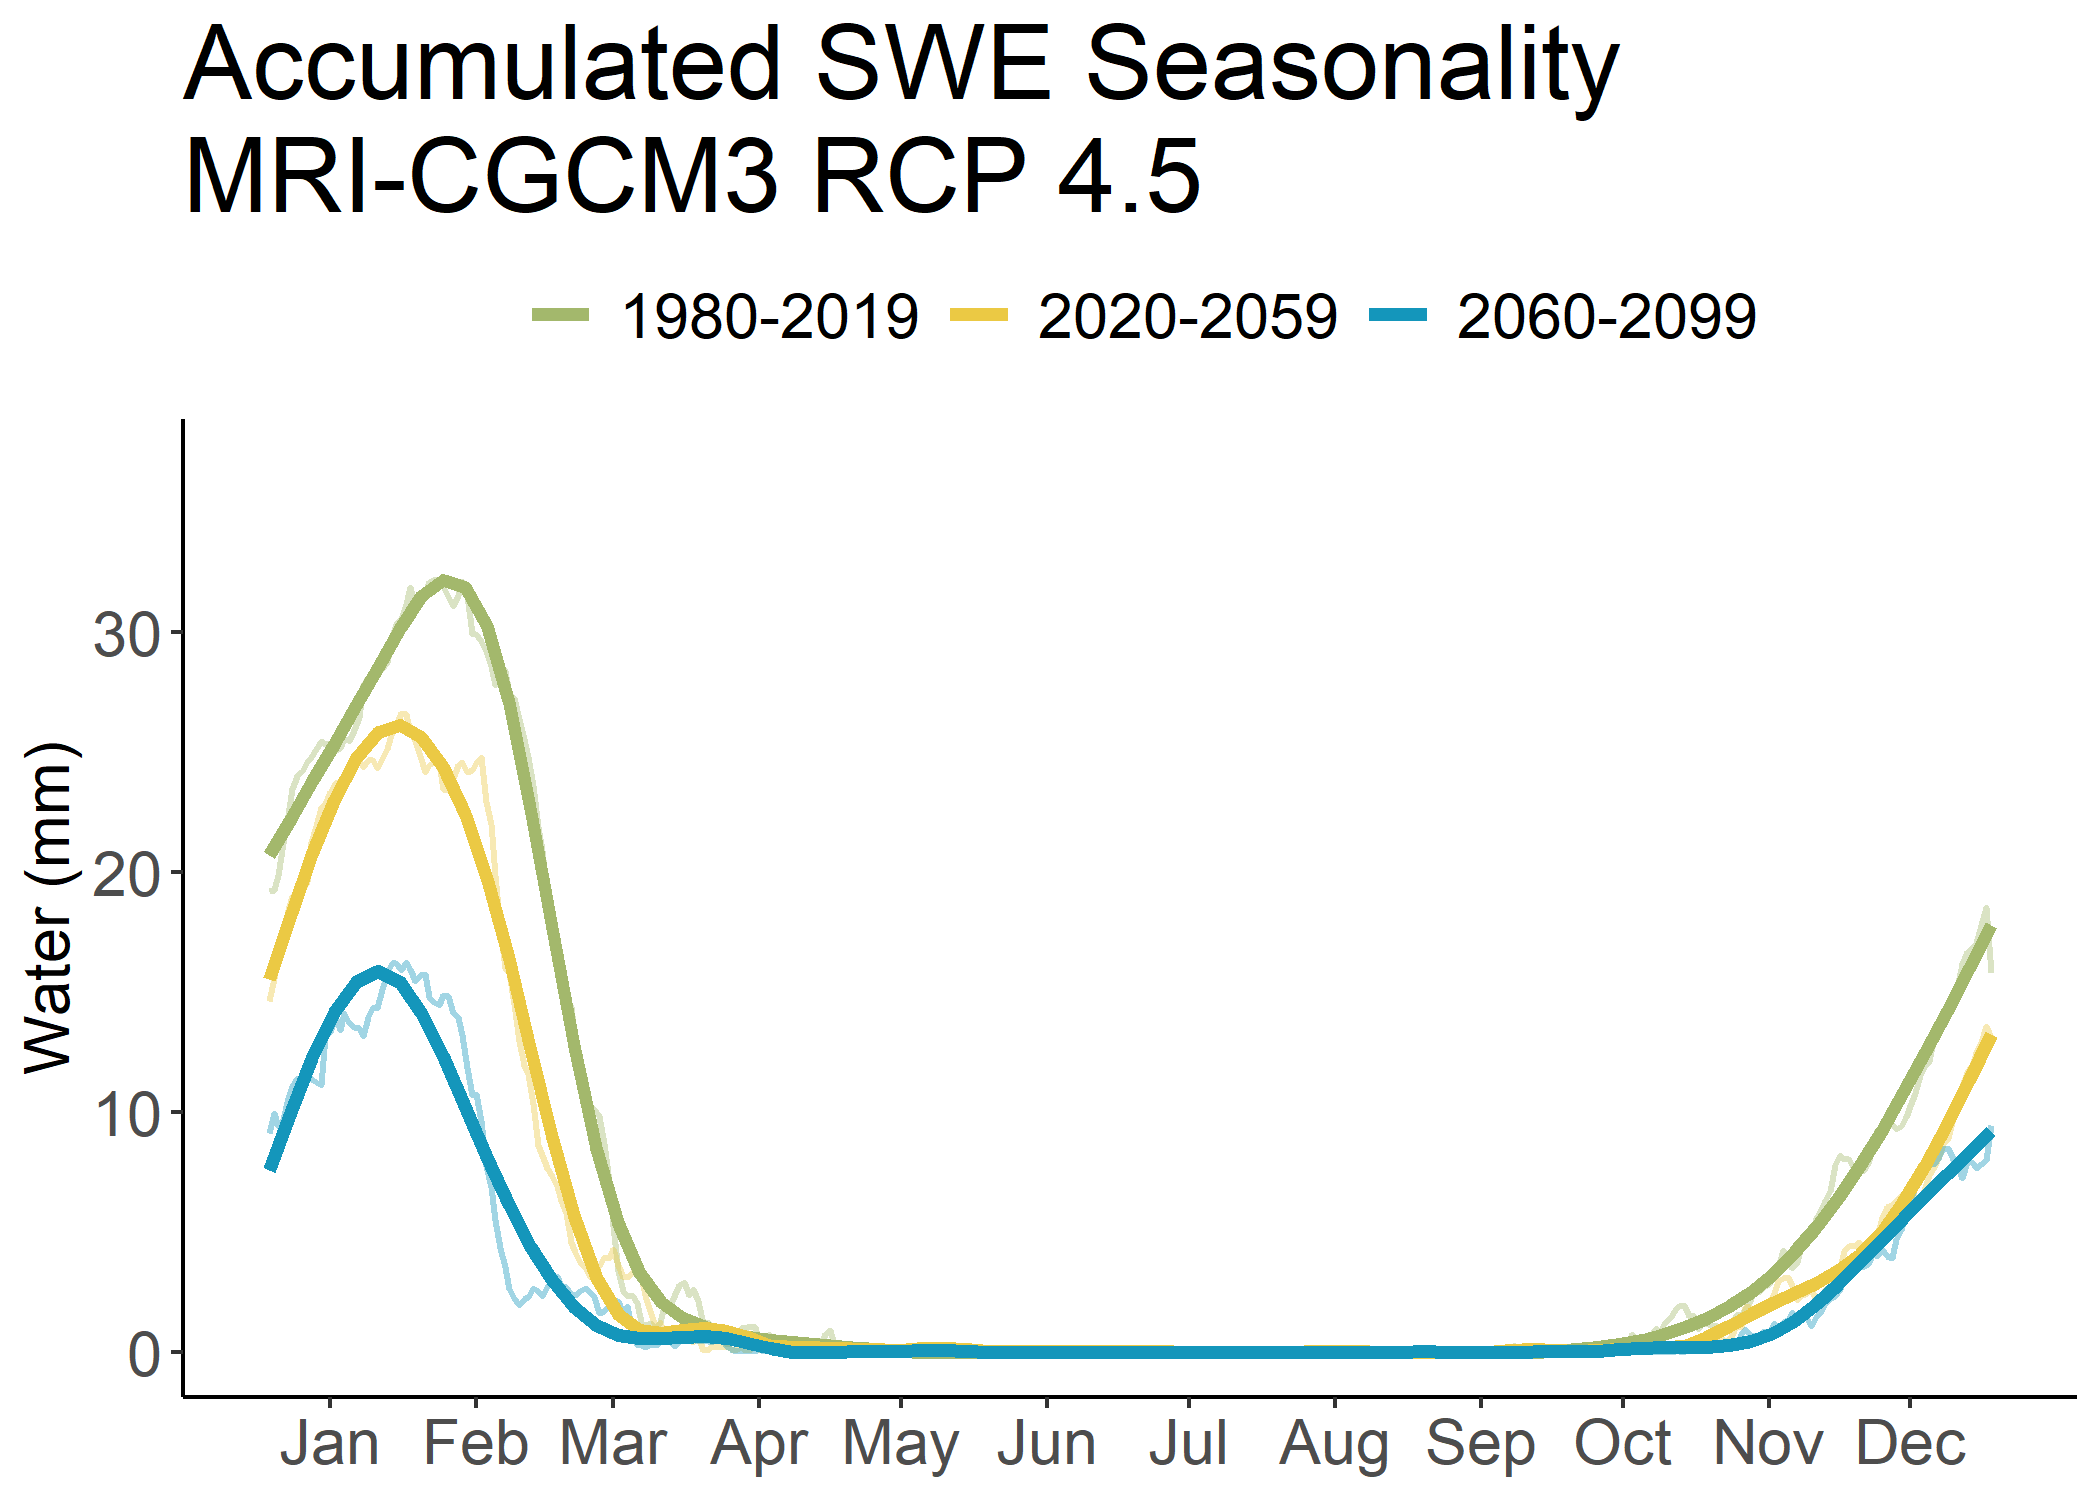 Accumulated SWE Seasonality
MRI-CGCM3 RCP 4.5
1980-2019 2020-2059 2060-2099
Water (mm)
30
20
10
0
Jan Feb Mar Apr May Jun Jul Aug Sep Oct Nov Dec